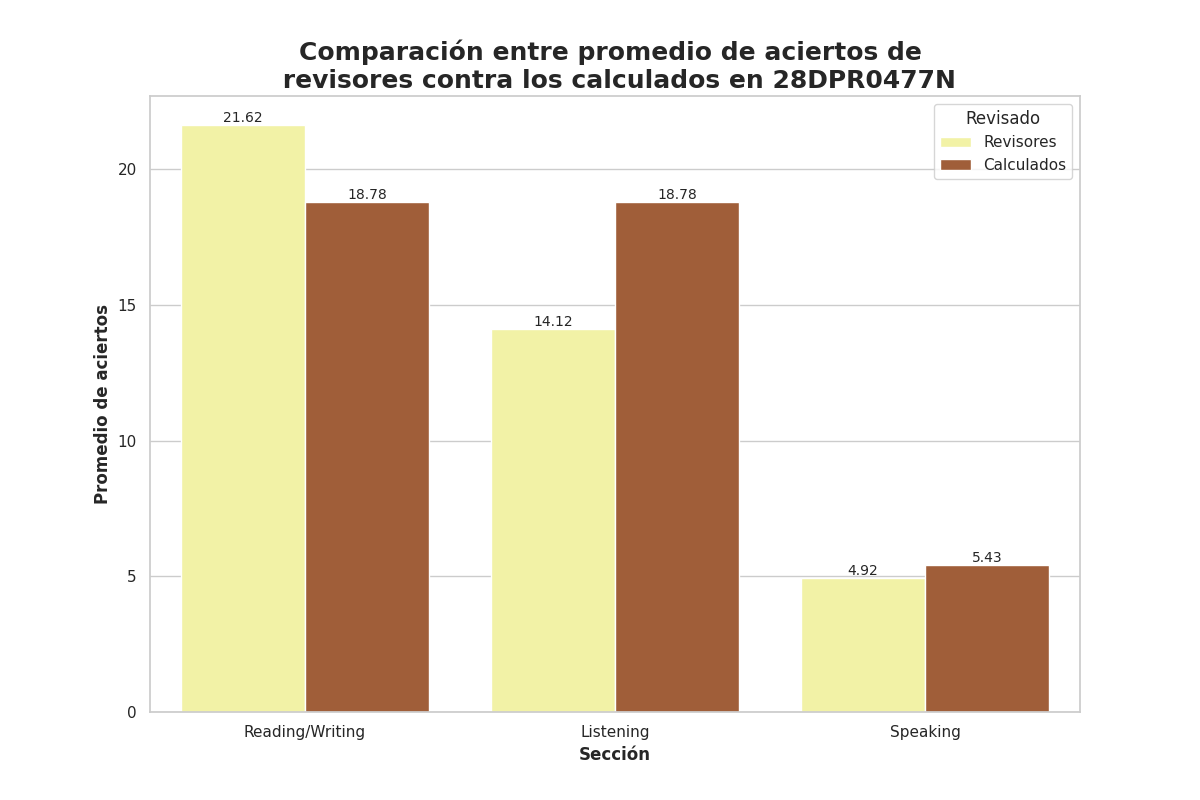 Comparación entre promedio de aciertos de
revisores contra los calculados en 28DPR0477N
Revisado
Revisores
Calculados
21.62
18.78
14.12
18.78
4.92
5.43
Promedio de aciertos
20
15
10
5
0
Reading/Writing
Listening
Speaking
Sección